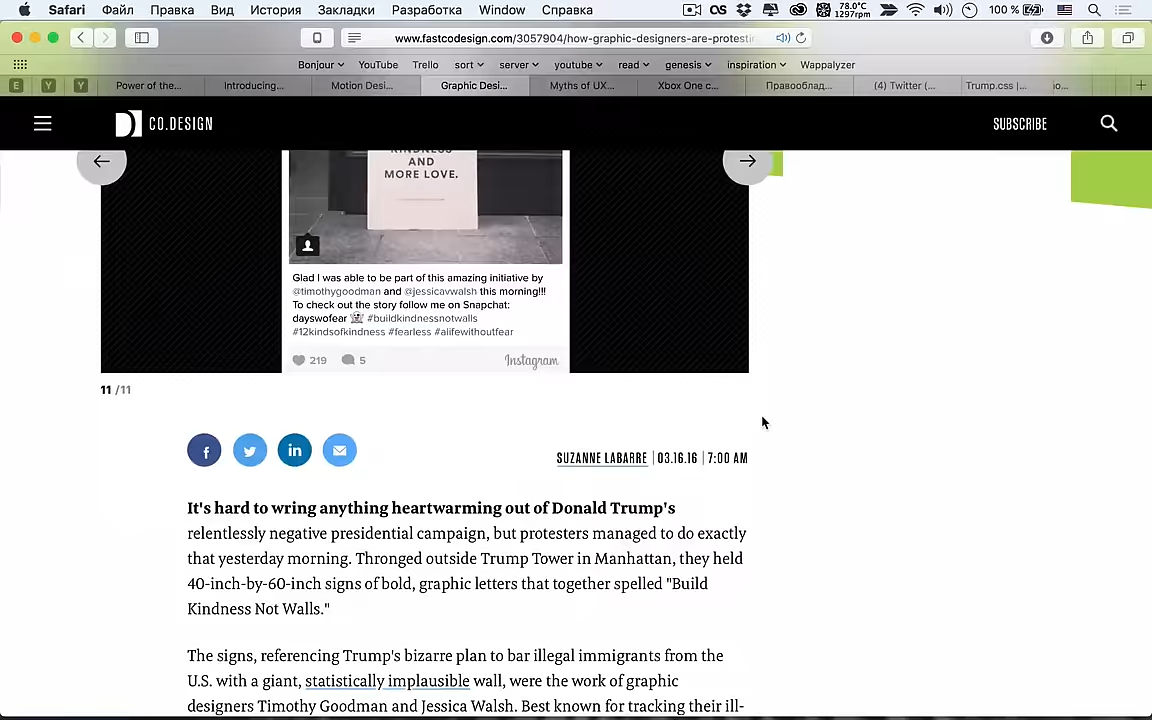 Safari Файл Правка Вид История Закладки Разработка Window Справка 78.0°C 1297rpm 100 %
www.fastcodesign.com/3057904/how-graphic-designers-are-protesti
Bonjour YouTube Trello sort server youtube read genesis inspiration Wappalyzer
E Y Y Power of the... Introducing... Motion Desi... Graphic Desi... Myths of UX... Xbox One c... Правооблад... (4) Twitter (... Trump.css |...
CO.DESIGN SUBSCRIBE
KINDNESS
AND
MORE LOVE.
Glad I was able to be part of this amazing initiative by
@timothygoodman and @jessicavwalsh this morning!!!
To check out the story follow me on Snapchat:
dayswofear #buildkindnessnotwalls
#12kindsofkindness #fearless #alifewithoutfear
219 5 Instagram
11 /11
SUZANNE LABARRE | 03.16.16 | 7:00 AM
It's hard to wring anything heartwarming out of Donald Trump's
relentlessly negative presidential campaign, but protesters managed to do exactly
that yesterday morning. Thronged outside Trump Tower in Manhattan, they held
40-inch-by-60-inch signs of bold, graphic letters that together spelled "Build
Kindness Not Walls."
The signs, referencing Trump's bizarre plan to bar illegal immigrants from the
U.S. with a giant, statistically implausible wall, were the work of graphic
designers Timothy Goodman and Jessica Walsh. Best known for tracking their ill-